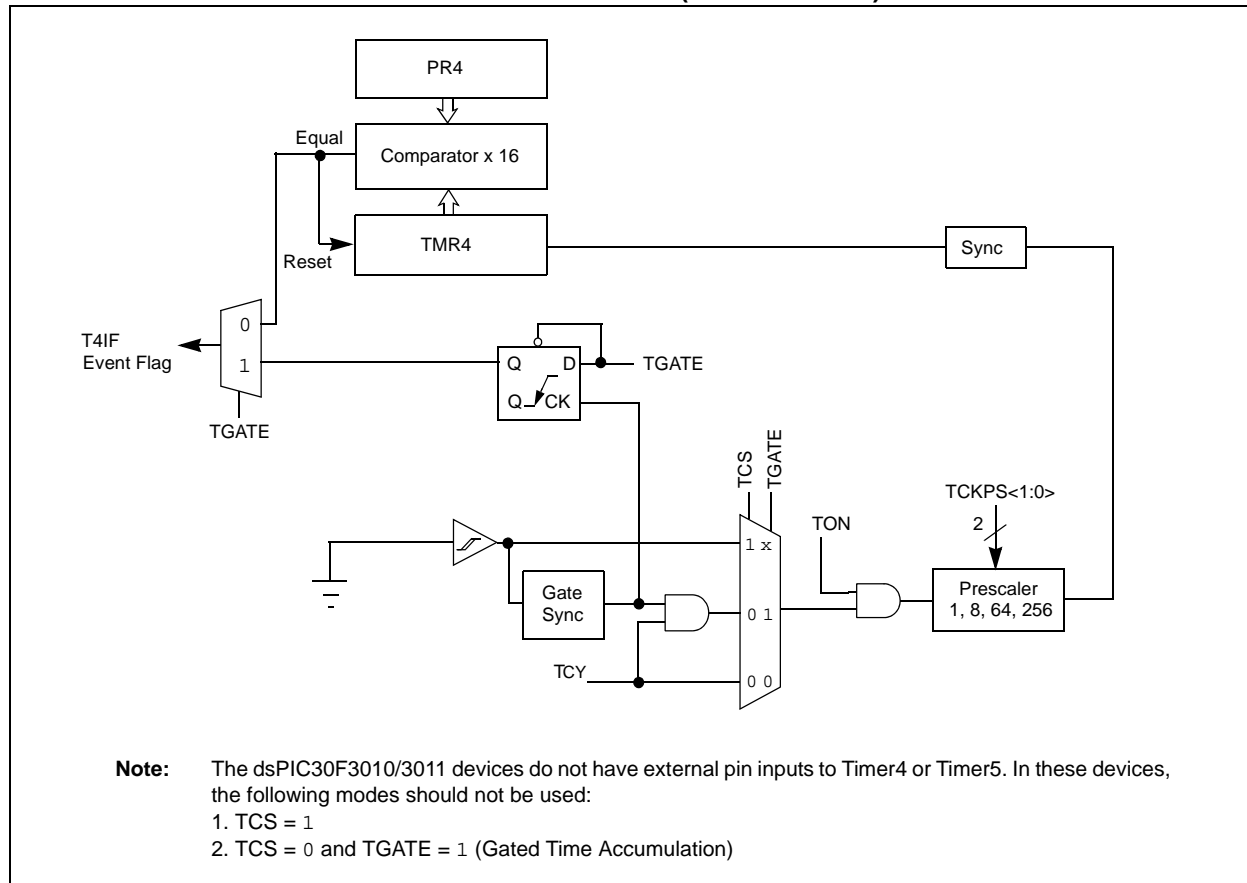 PR4
Equal
Comparator x 16
TMR4
Reset
Sync
0
T4IF
Event Flag
1
Q D
TGATE
Q CK
TGATE
TCS
TGATE
TCKPS<1:0>
TON
2
1 x
Prescaler
1, 8, 64, 256
Gate
Sync
0 1
TCY
0 0
Note: The dsPIC30F3010/3011 devices do not have external pin inputs to Timer4 or Timer5. In these devices,
the following modes should not be used:
1. TCS = 1
2. TCS = 0 and TGATE = 1 (Gated Time Accumulation)